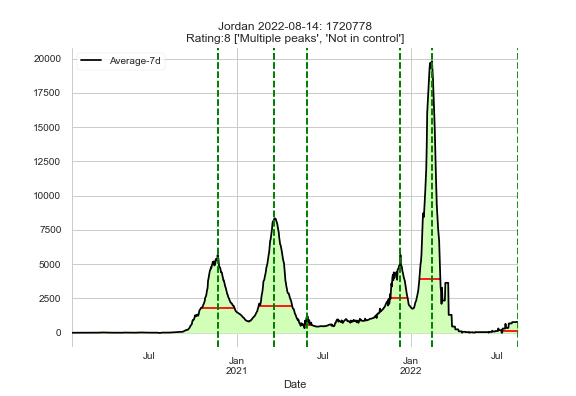 Jordan 2022-08-14: 1720778
Rating:8 ['Multiple peaks', 'Not in control']
Average-7d
20000
17500
15000
12500
10000
7500
5000
2500
0
Jul
Jan
2021
Jul
Jan
2022
Jul
Date